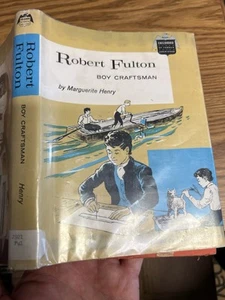 Robert Fulton
BOY CRAFTSMAN
by Marguerite Henry
Robert
Fulton
BOY CRAFTSMAN
Henry